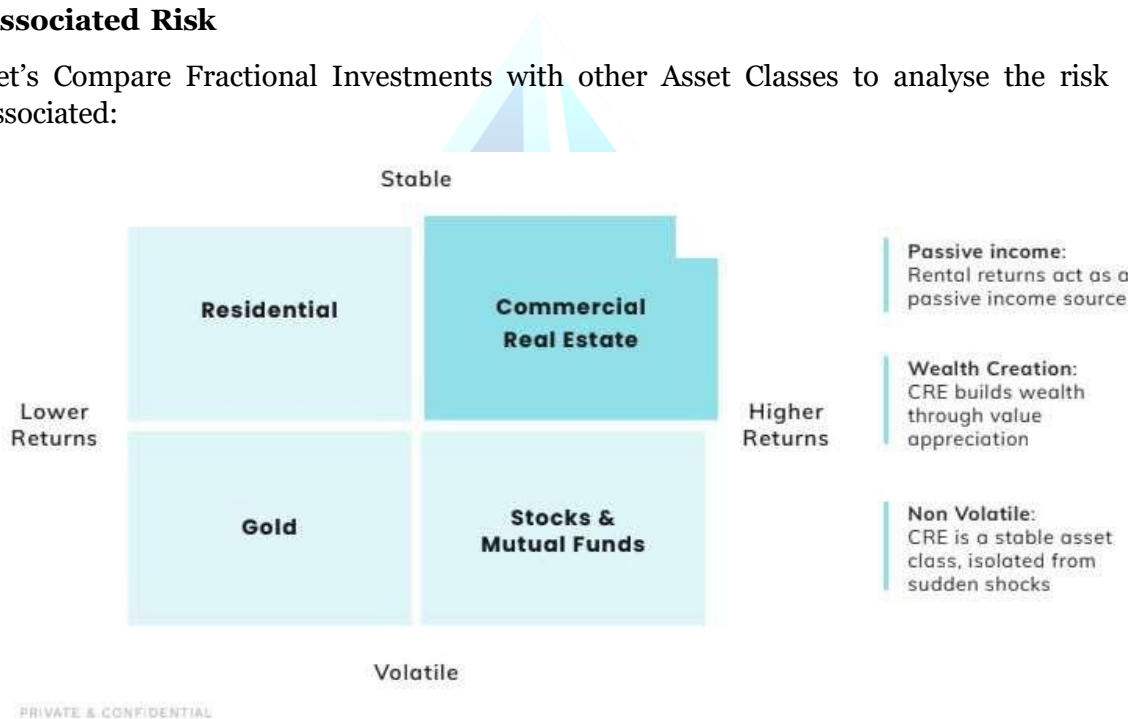 ssociated Risk
et's Compare Fractional Investments with other Asset Classes to analyse the risk
ssociated:
Stable
Residential
Commercial
Real Estate
Lower
Returns
Higher
Returns
Gold
Stocks &
Mutual Funds
Volatile
Passive income:
Rental returns act as a
passive income source
Wealth Creation:
CRE builds wealth
through value
appreciation
Non Volatile:
CRE is a stable asset
class, isolated from
sudden shocks
PRIVATE & CONFIDENTIAL